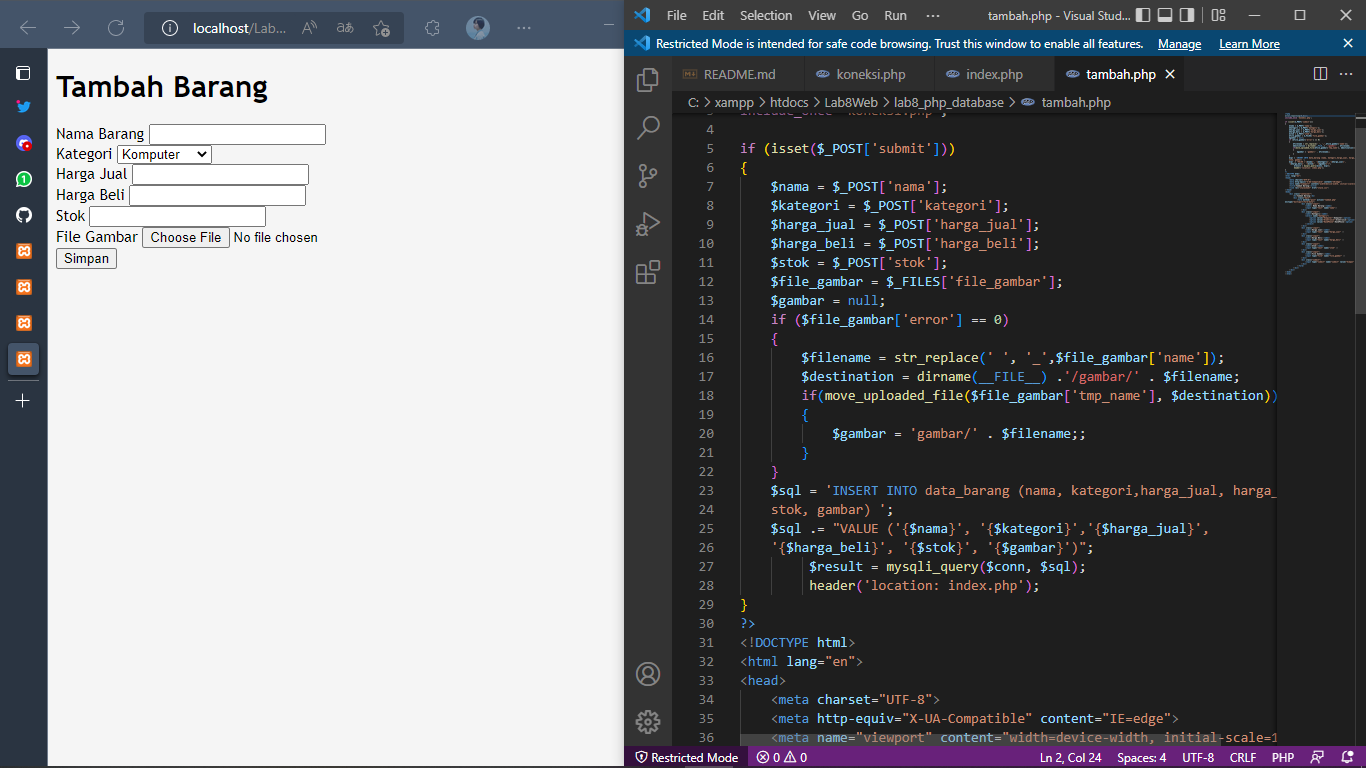 localhost/Lab...
Tambah Barang
Nama Barang
Kategori Komputer
Harga Jual
Harga Beli
Stok
File Gambar Choose File No file chosen
Simpan
1
File Edit Selection View Go Run ··· tambah.php - Visual Stud...
Restricted Mode is intended for safe code browsing. Trust this window to enable all features. Manage Learn More
README.md koneksi.php index.php tambah.php
C: > xampp > htdocs > Lab8Web > lab8_php_database > tambah.php
3 include_once 'koneksi.php';
4
5 if (isset($_POST['submit']))
6 {
7 $nama = $_POST['nama'];
8 $kategori = $_POST['kategori'];
9 $harga_jual = $_POST['harga_jual'];
10 $harga_beli = $_POST['harga_beli'];
11 $stok = $_POST['stok'];
12 $file_gambar = $_FILES['file_gambar'];
13 $gambar = null;
14 if ($file_gambar['error'] == 0)
15 {
16 $filename = str_replace(' ', '_',$file_gambar['name']);
17 $destination = dirname(__FILE__) .'/gambar/' . $filename;
18 if(move_uploaded_file($file_gambar['tmp_name'], $destination))
19 {
20 $gambar = 'gambar/' . $filename;;
21 }
22 }
23 $sql = 'INSERT INTO data_barang (nama, kategori,harga_jual, harga_
24 stok, gambar) ';
25 $sql .= "VALUE ('{$nama}', '{$kategori}','{$harga_jual}',
26 '{$harga_beli}', '{$stok}', '{$gambar}')";
27 $result = mysqli_query($conn, $sql);
28 header('location: index.php');
29 }
30 ?>
31 <!DOCTYPE html>
32 <html lang="en">
33 <head>
34 <meta charset="UTF-8">
35 <meta http-equiv="X-UA-Compatible" content="IE=edge">
36 <meta name="viewport" content="width=device-width, initial-scale=1
Restricted Mode 0 0 Ln 2, Col 24 Spaces: 4 UTF-8 CRLF PHP